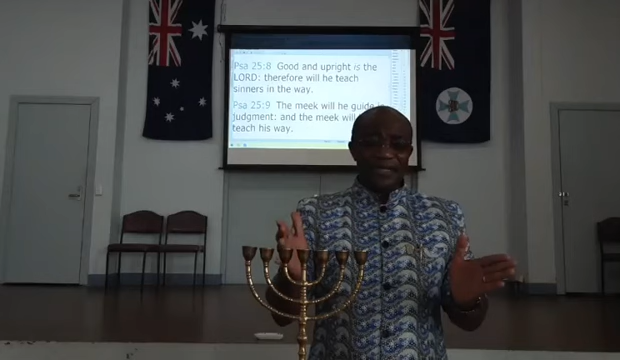 Psa 25:8 Good and upright is the
LORD: therefore will he teach
sinners in the way.
Psa 25:9 The meek will he guide in
judgment: and the meek will
teach his way.